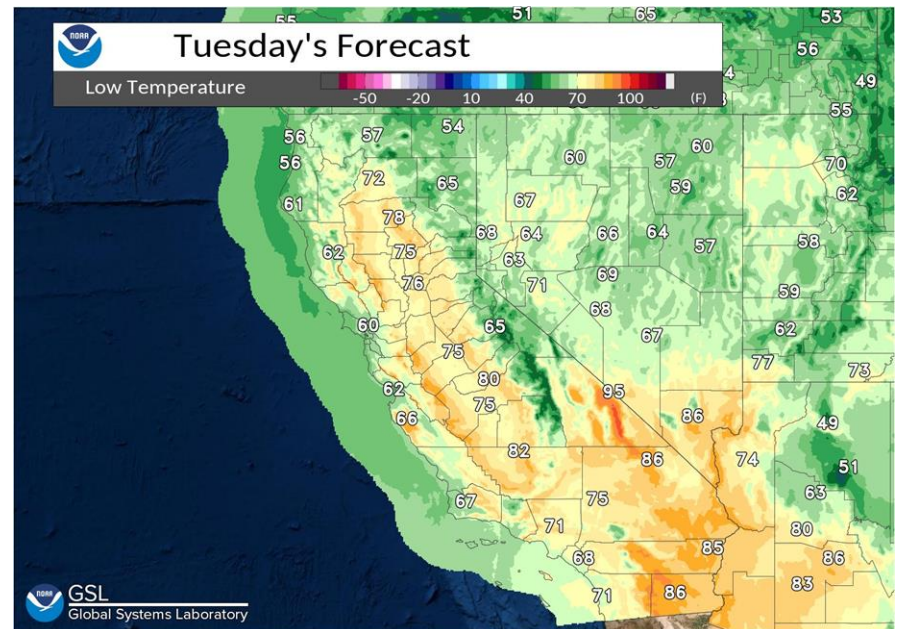 55 51 65 53
NOAA
Tuesday's Forecast
56
Low Temperature
-50 -20 10 40 70 100 (F)
49
55
56 57 54
60 57 60
56 72 65 59 70 62
61 78 67
62 75 68 64 66 64 57 58
63 69
76 71 59
60 65 68 67 62
75 77 73
62 80 95
66 75 86 49
82 86 74 51
67 75 63
71 80
68 85 86
71 86 83
NOAA
GSL
Global Systems Laboratory